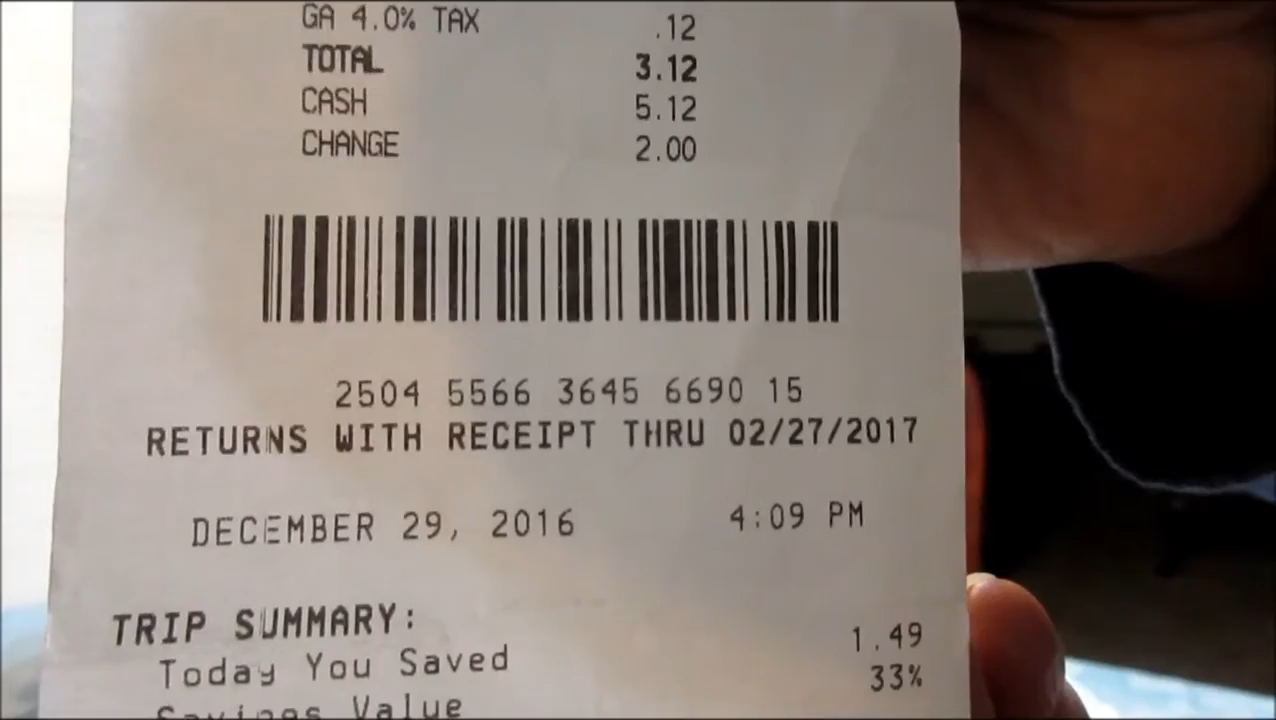 GA 4.0% TAX .12
TOTAL 3.12
CASH 5.12
CHANGE 2.00
2504 5566 3645 6690 15
RETURNS WITH RECEIPT THRU 02/27/2017
DECEMBER 29, 2016 4:09 PM
TRIP SUMMARY:
Today You Saved 1.49
Savings Value 33%